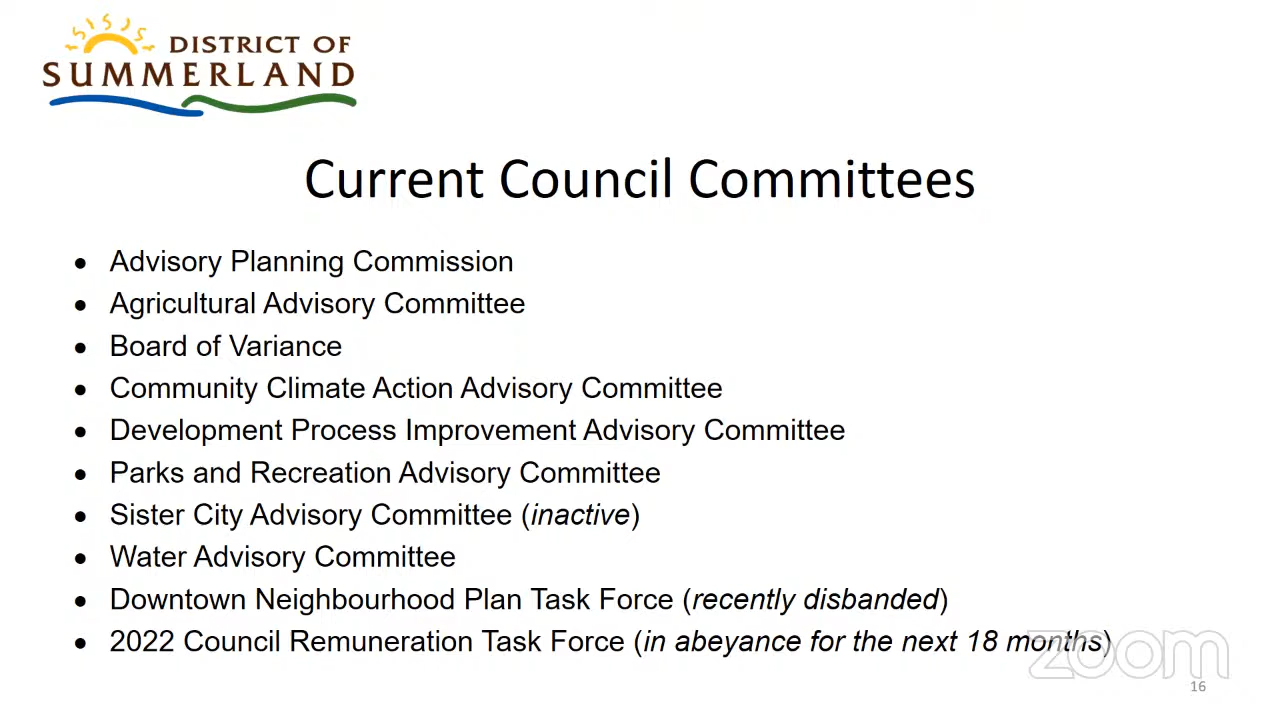 DISTRICT OF
SUMMERLAND
Current Council Committees
• Advisory Planning Commission
• Agricultural Advisory Committee
• Board of Variance
• Community Climate Action Advisory Committee
• Development Process Improvement Advisory Committee
• Parks and Recreation Advisory Committee
• Sister City Advisory Committee (inactive)
• Water Advisory Committee
• Downtown Neighbourhood Plan Task Force (recently disbanded)
• 2022 Council Remuneration Task Force (in abeyance for the next 18 months)
zoom
16